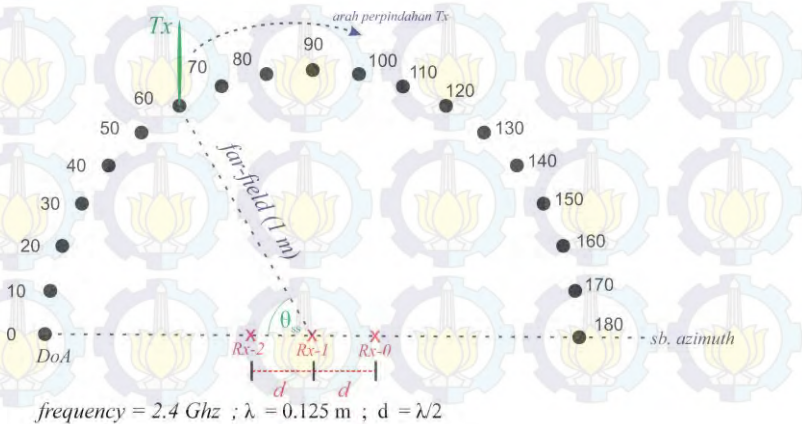 arah perpindahan Tx
Tx
90
80
100
70
110
60
120
50
130
40
140
30
150
20
160
10
170
far-field (1 m)
θ
0
180
sb. azimuth
DoA
Rx-2
Rx-1
Rx-0
d
d
frequency = 2.4 Ghz ; λ = 0.125 m ; d = λ/2